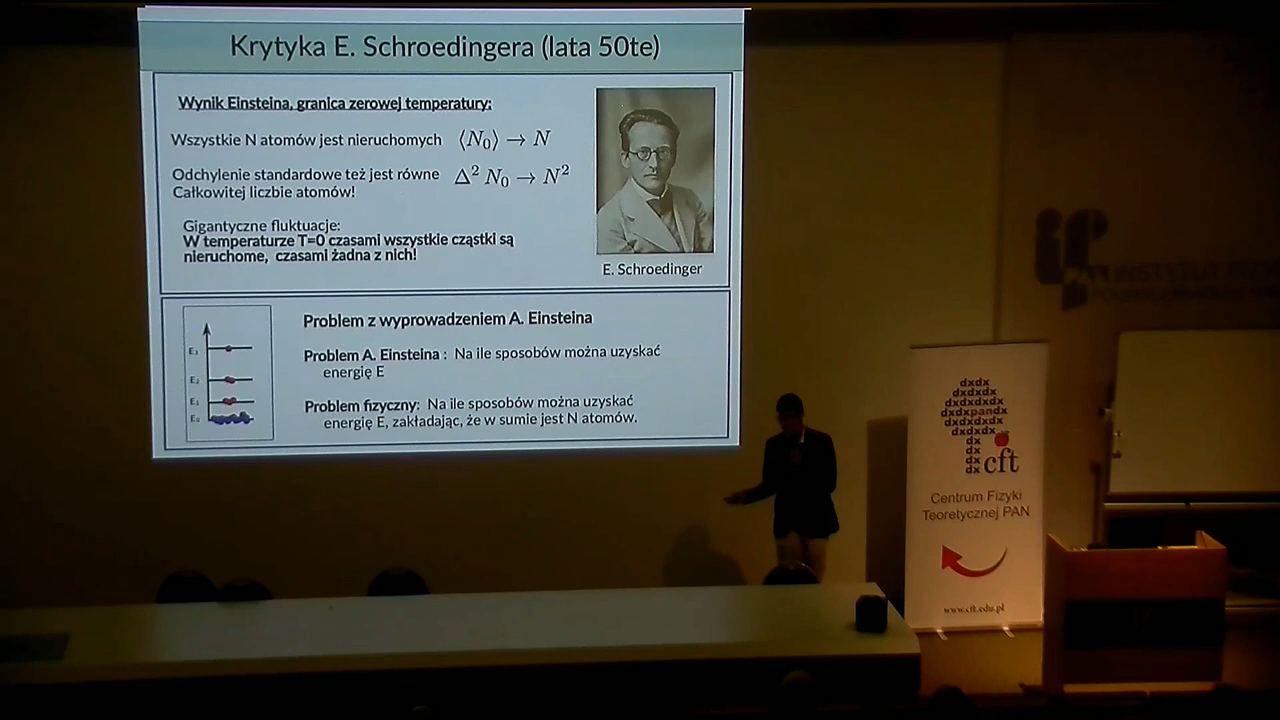 Krytyka E. Schroedingera (lata 50te)
Wynik Einsteina, granica zerowej temperatury:
Wszystkie N atomów jest nieruchomych ⟨N₀⟩ → N
Odchylenie standardowe też jest równe Δ² N₀ → N²
Całkowitej liczbie atomów!
Gigantyczne fluktuacje:
W temperaturze T=0 czasami wszystkie cząstki są
nieruchome, czasami żadna z nich!
E. Schroedinger
Problem z wyprowadzeniem A. Einsteina
Problem A. Einsteina : Na ile sposobów można uzyskać
energię E
Problem fizyczny: Na ile sposobów można uzyskać
energię E, zakładając, że w sumie jest N atomów.
E₃
E₂
E₁
E₀
if
INSTYTUT
dxdx
dxdxdx
dxdxdxdx
dxdxpandx
dxdxdxdx
dxdxdx
dx
dx
dx
dx
cft
Centrum Fizyki
Teoretycznej PAN
www.cft.edu.pl